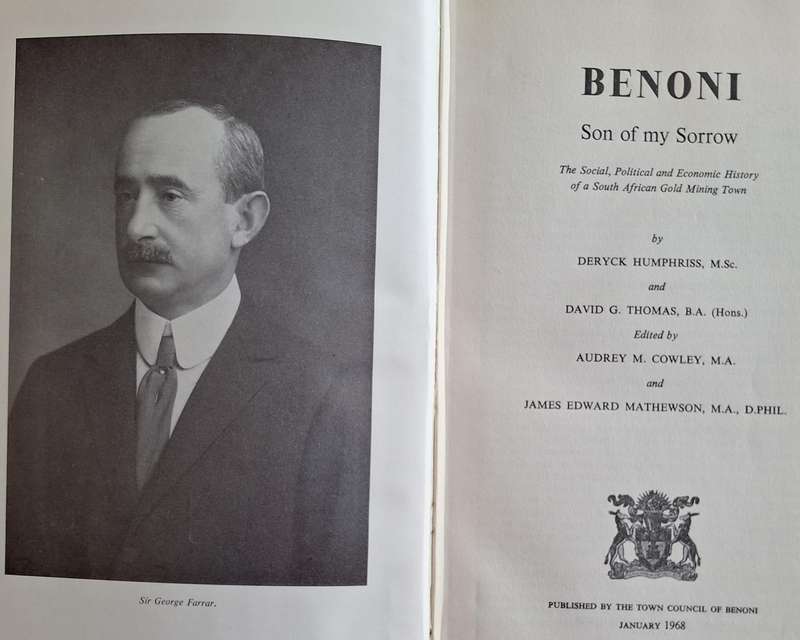 Sir George Farrar.
BENONI
Son of my Sorrow
The Social, Political and Economic History
of a South African Gold Mining Town
by
DERYCK HUMPHRISS, M.Sc.
and
DAVID G. THOMAS, B.A. (Hons.)
Edited by
AUDREY M. COWLEY, M.A.
and
JAMES EDWARD MATHEWSON, M.A., D.PHIL.
PUBLISHED BY THE TOWN COUNCIL OF BENONI
JANUARY 1968